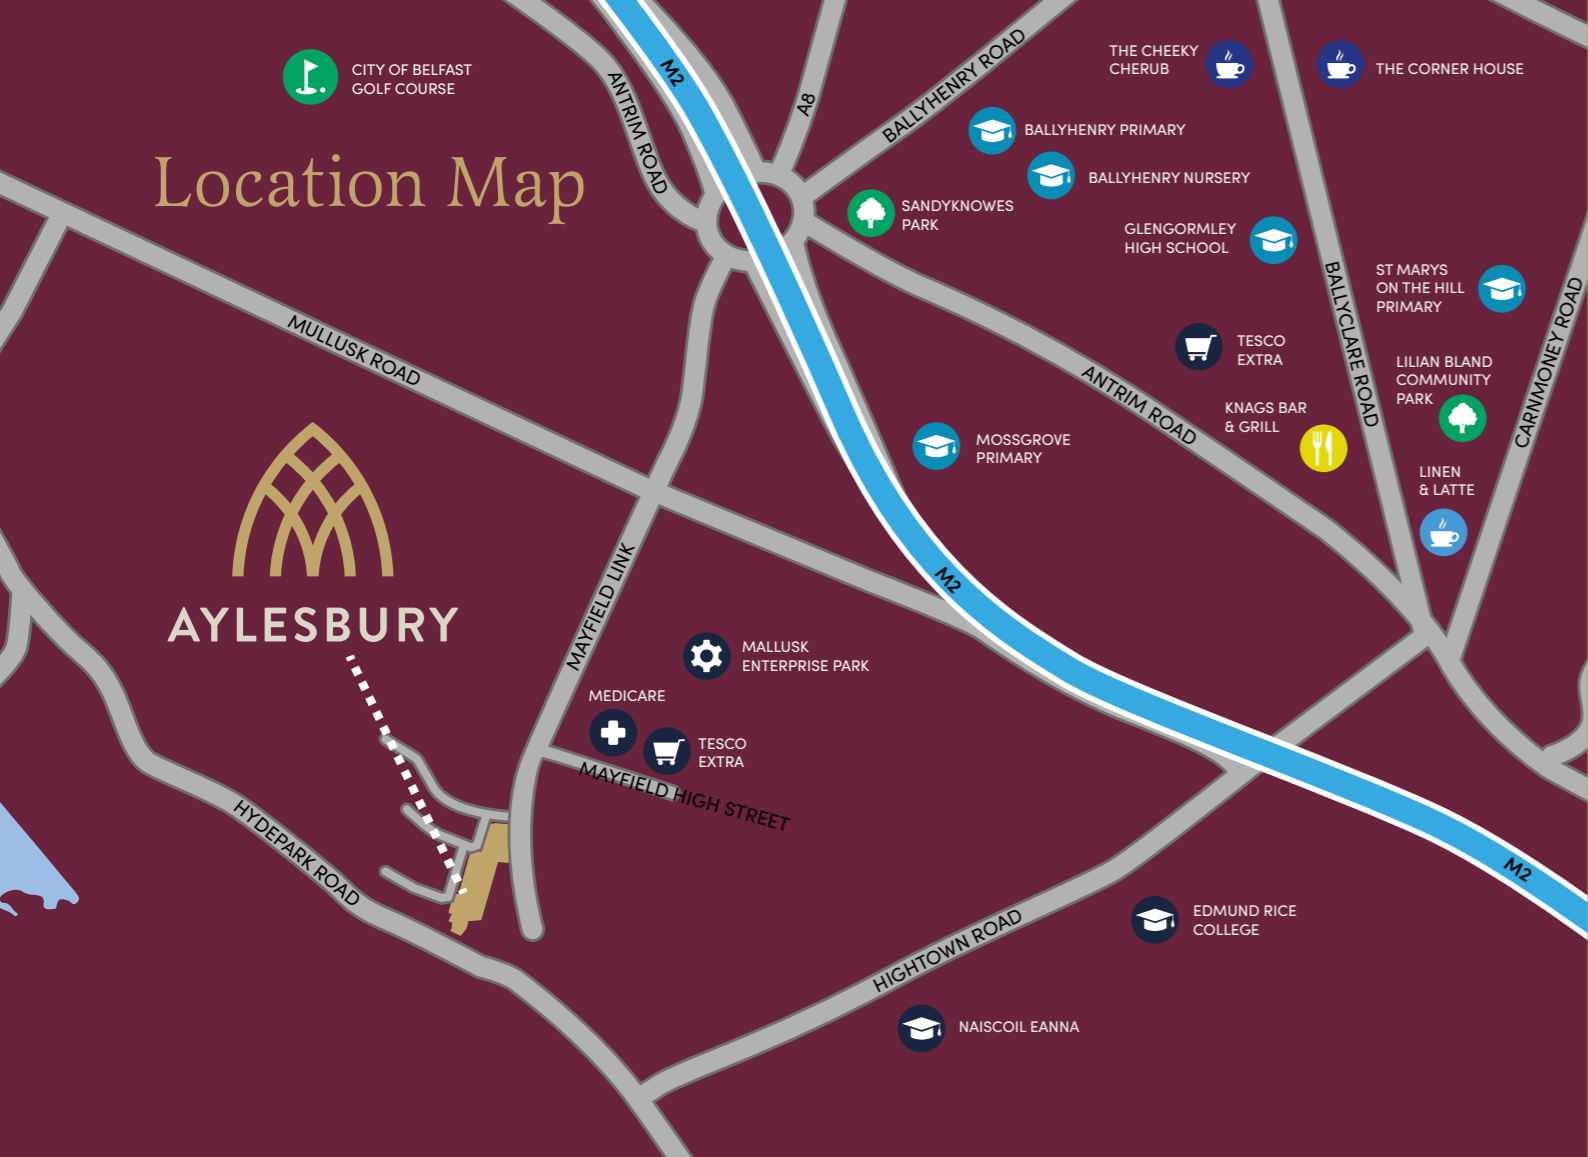 CITY OF BELFAST
GOLF COURSE
Location Map
M2
ANTRIM ROAD
A8
BALLYHENRY ROAD
THE CHEEKY
CHERUB
THE CORNER HOUSE
BALLYHENRY PRIMARY
BALLYHENRY NURSERY
SANDYKNOWES
PARK
GLENGORMLEY
HIGH SCHOOL
ST MARYS
ON THE HILL
PRIMARY
BALLYCLARE ROAD
CARNMONEY ROAD
TESCO
EXTRA
LILIAN BLAND
COMMUNITY
PARK
ANTRIM ROAD
KNAGS BAR
& GRILL
MULLUSK ROAD
MOSSGROVE
PRIMARY
LINEN
& LATTE
AYLESBURY
MAYFIELD LINK
M2
MALLUSK
ENTERPRISE PARK
MEDICARE
TESCO
EXTRA
MAYFIELD HIGH STREET
HYDEPARK ROAD
M2
EDMUND RICE
COLLEGE
HIGHTOWN ROAD
NAISCOIL EANNA